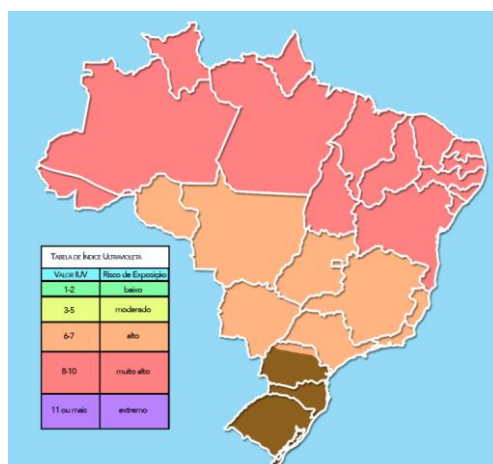 TABELA DE ÍNDICE ULTRAVIOLETA
VALOR IUV Risco de Exposição
1-2 baixo
3-5 moderado
6-7 alto
8-10 muito alto
11 ou mais extremo